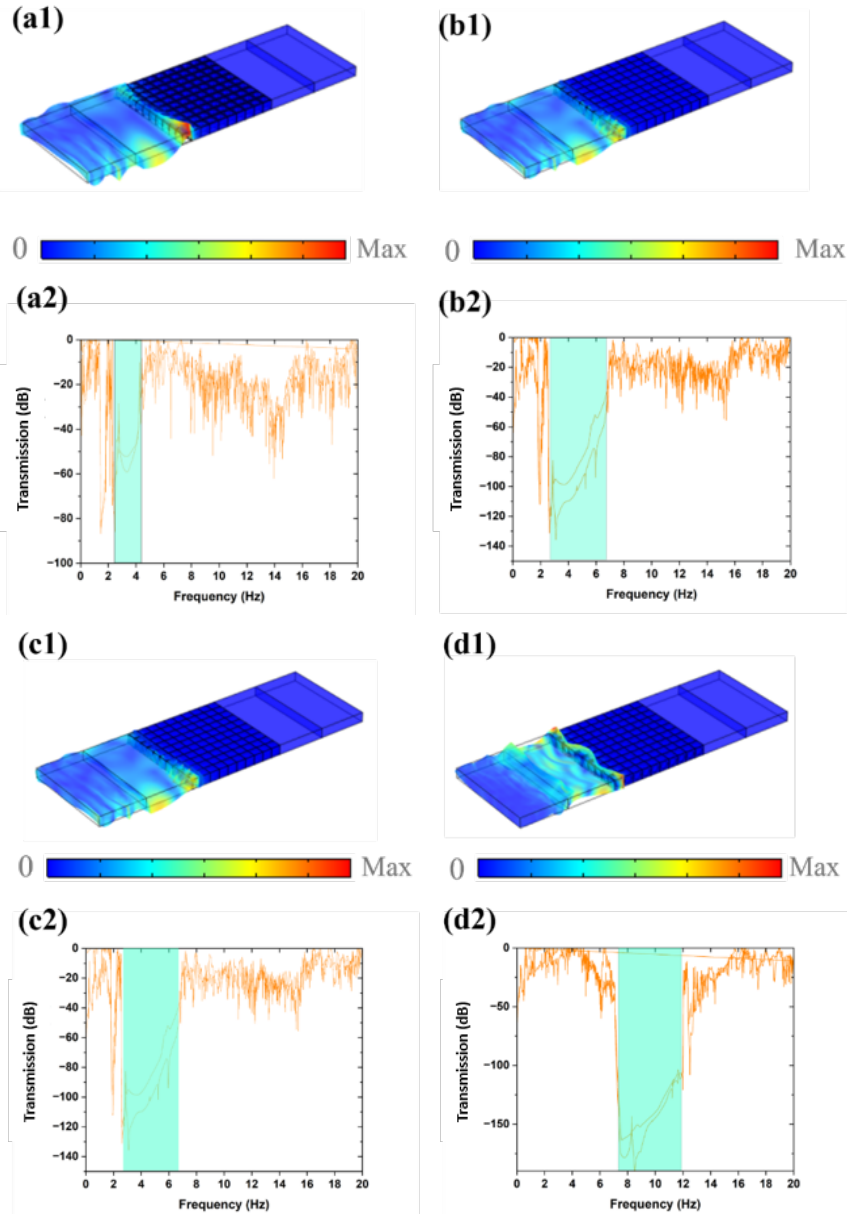 (a1)
(b1)
0 Max
0 Max
(a2)
(b2)
0
−20
−40
−60
−80
−100
Transmission (dB)
0 2 4 6 8 10 12 14 16 18 20
Frequency (Hz)
0
−20
−40
−60
−80
−100
−120
−140
Transmission (dB)
0 2 4 6 8 10 12 14 16 18 20
Frequency (Hz)
(c1)
(d1)
0 Max
0 Max
(c2)
(d2)
0
−20
−40
−60
−80
−100
−120
−140
Transmission (dB)
0 2 4 6 8 10 12 14 16 18 20
Frequency (Hz)
0
−50
−100
−150
Transmission (dB)
0 2 4 6 8 10 12 14 16 18 20
Frequency (Hz)